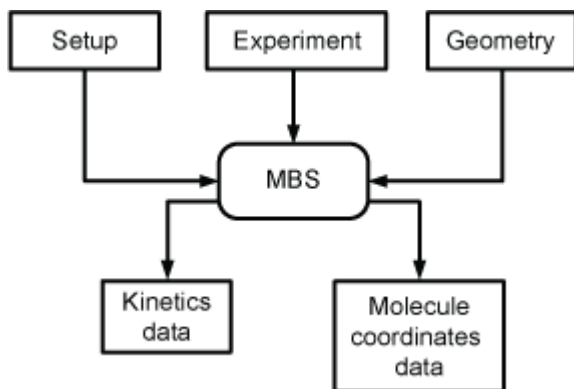 Setup
Experiment
Geometry
MBS
Kinetics
data
Molecule
coordinates
data